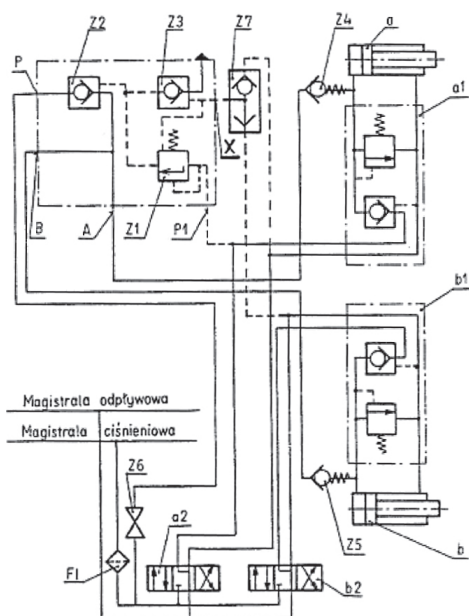 Z2
Z3
Z7
Z4
a
P
a1
X
B
A
Z1
P1
b1
Magistrala odpływowa
Magistrala ciśnieniowa
Z6
a2
Z5
b
F1
b2